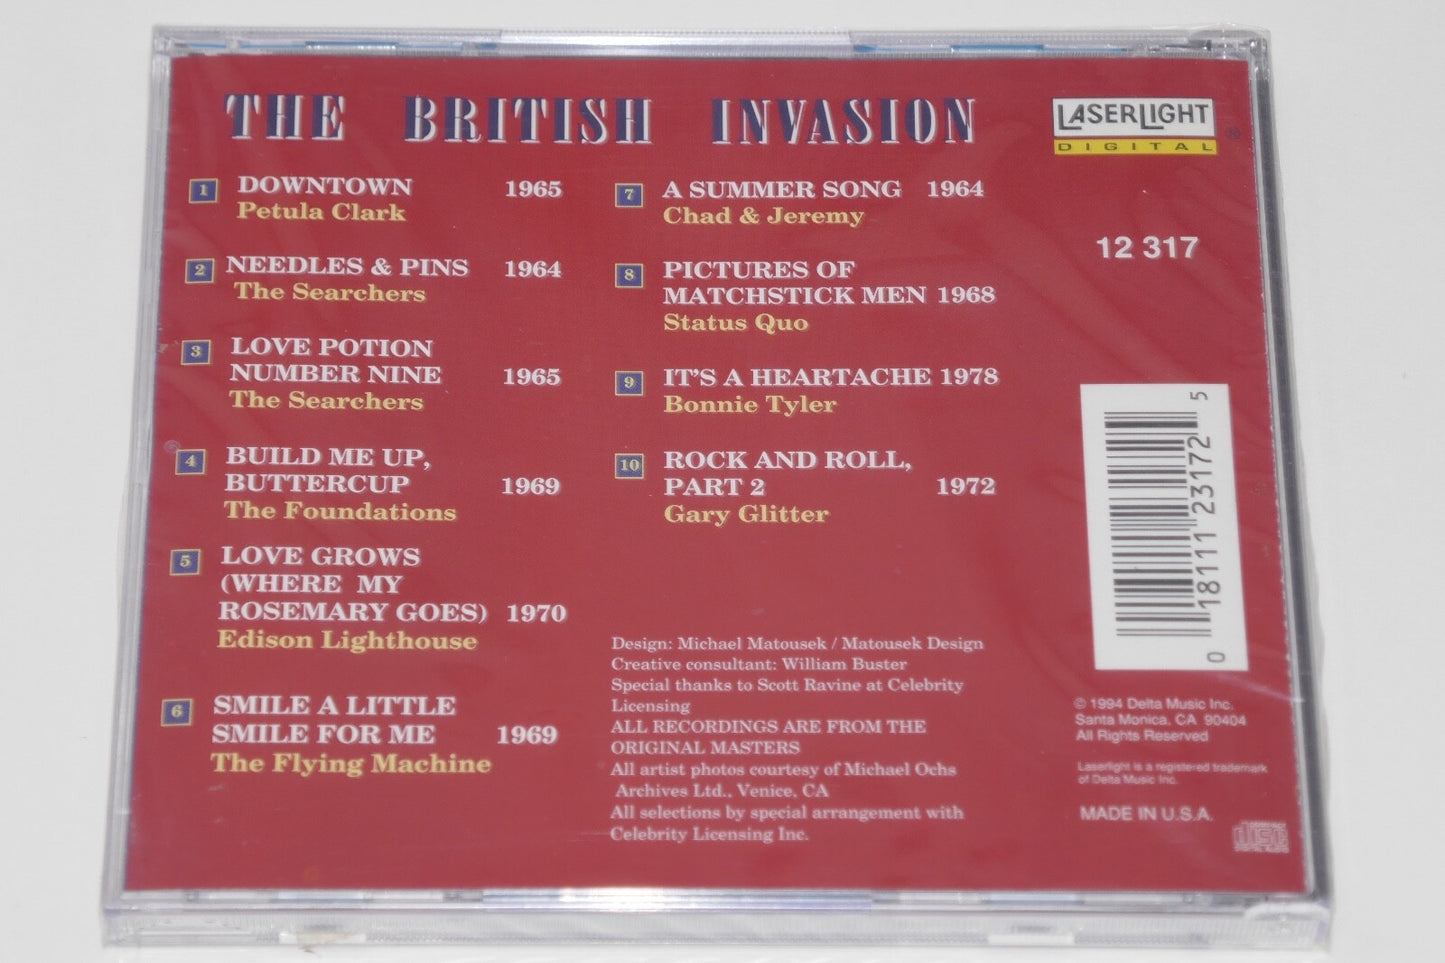 THE BRITISH INVASION
LASERLIGHT
DIGITAL
®
1 DOWNTOWN 1965
Petula Clark
2 NEEDLES & PINS 1964
The Searchers
3 LOVE POTION
NUMBER NINE 1965
The Searchers
4 BUILD ME UP,
BUTTERCUP 1969
The Foundations
5 LOVE GROWS
(WHERE MY
ROSEMARY GOES) 1970
Edison Lighthouse
6 SMILE A LITTLE
SMILE FOR ME 1969
The Flying Machine
7 A SUMMER SONG 1964
Chad & Jeremy
8 PICTURES OF
MATCHSTICK MEN 1968
Status Quo
9 IT'S A HEARTACHE 1978
Bonnie Tyler
10 ROCK AND ROLL,
PART 2 1972
Gary Glitter
Design: Michael Matousek / Matousek Design
Creative consultant: William Buster
Special thanks to Scott Ravine at Celebrity
Licensing
ALL RECORDINGS ARE FROM THE
ORIGINAL MASTERS
All artist photos courtesy of Michael Ochs
Archives Ltd., Venice, CA
All selections by special arrangement with
Celebrity Licensing Inc.
12 317
0 18111 23172 5
© 1994 Delta Music Inc.
Santa Monica, CA 90404
All Rights Reserved
Laserlight is a registered trademark
of Delta Music Inc.
MADE IN U.S.A.
COMPACT
disc
DIGITAL AUDIO